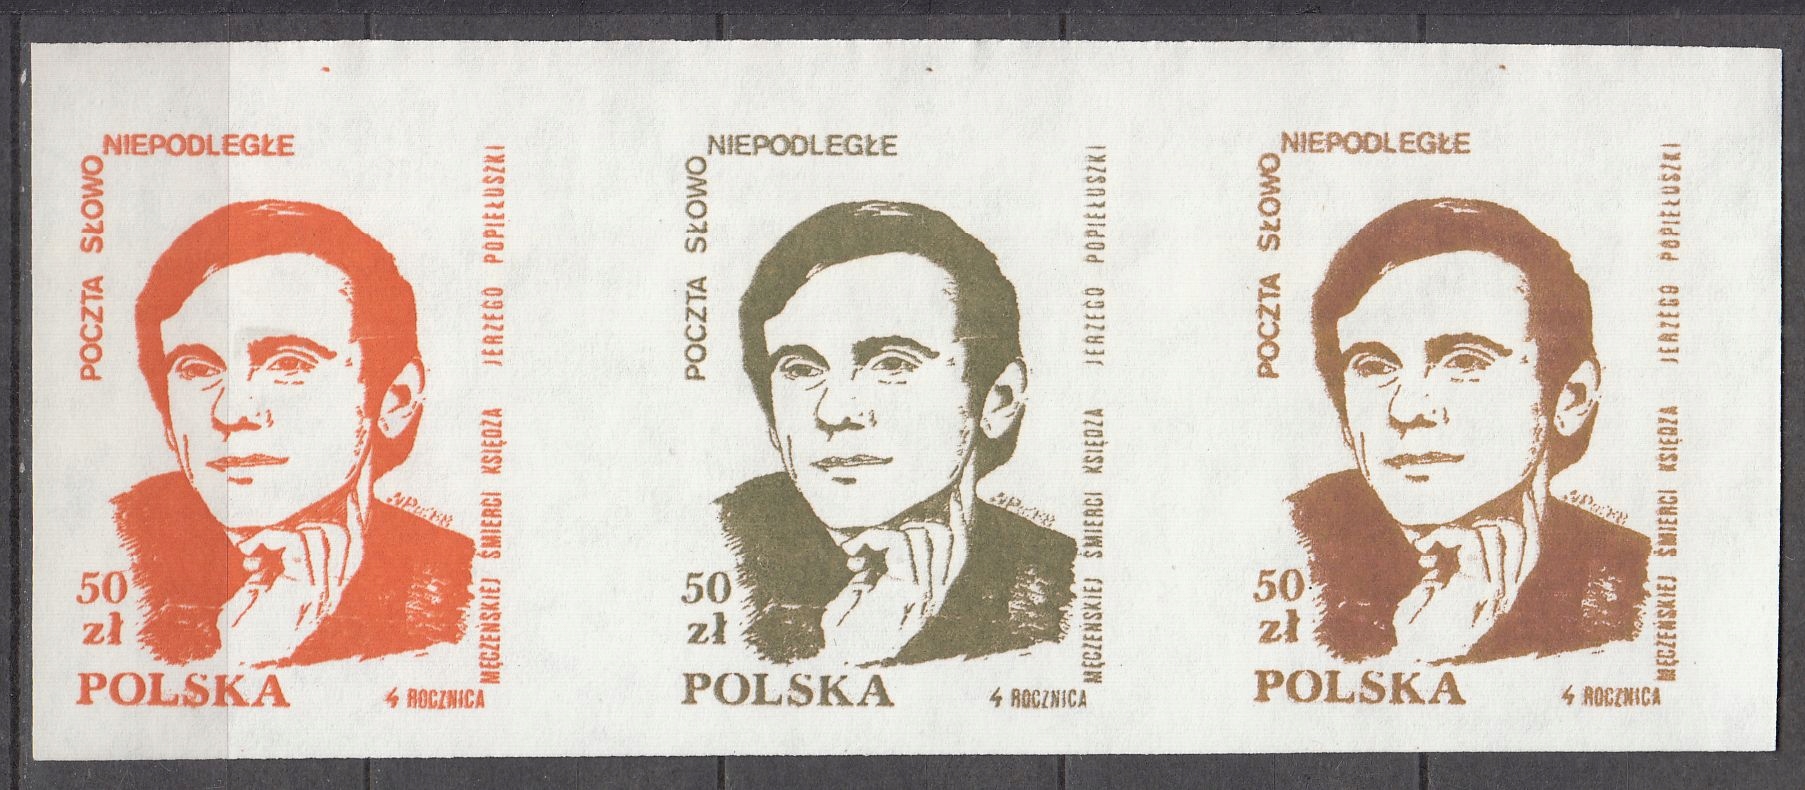 POCZTA SŁOWO
NIEPODLEGŁE
MĘCZEŃSKIEJ ŚMIERCI KSIĘDZA JERZEGO POPIEŁUSZKI
50
zł
POLSKA
4 ROCZNICA
POCZTA SŁOWO
NIEPODLEGŁE
MĘCZEŃSKIEJ ŚMIERCI KSIĘDZA JERZEGO POPIEŁUSZKI
50
zł
POLSKA
4 ROCZNICA
POCZTA SŁOWO
NIEPODLEGŁE
MĘCZEŃSKIEJ ŚMIERCI KSIĘDZA JERZEGO POPIEŁUSZKI
50
zł
POLSKA
4 ROCZNICA